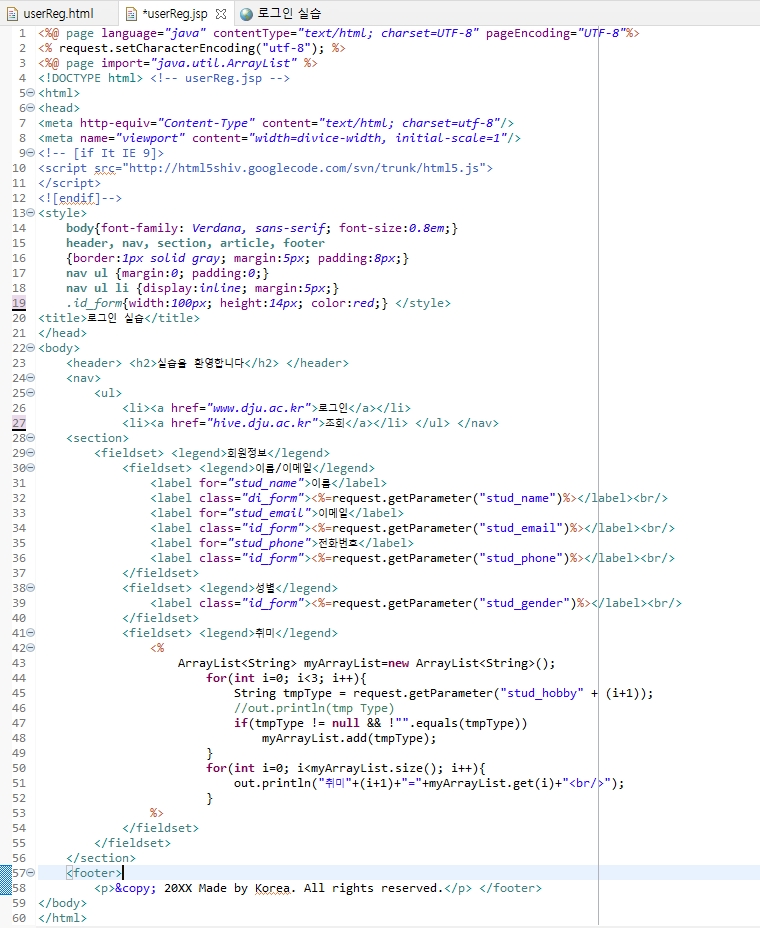 userReg.html *userReg.jsp 로그인 실습
1 <%@ page language="java" contentType="text/html; charset=UTF-8" pageEncoding="UTF-8"%>
2 <% request.setCharacterEncoding("utf-8"); %>
3 <%@ page import="java.util.ArrayList" %>
4 <!DOCTYPE html> <!-- userReg.jsp -->
5 <html>
6 <head>
7 <meta http-equiv="Content-Type" content="text/html; charset=utf-8"/>
8 <meta name="viewport" content="width=divice-width, initial-scale=1"/>
9 <!-- [if It IE 9]>
10 <script src="http://html5shiv.googlecode.com/svn/trunk/html5.js">
11 </script>
12 <![endif]-->
13 <style>
14 body{font-family: Verdana, sans-serif; font-size:0.8em;}
15 header, nav, section, article, footer
16 {border:1px solid gray; margin:5px; padding:8px;}
17 nav ul {margin:0; padding:0;}
18 nav ul li {display:inline; margin:5px;}
19 .id_form{width:100px; height:14px; color:red;} </style>
20 <title>로그인 실습</title>
21 </head>
22 <body>
23 <header> <h2>실습을 환영합니다</h2> </header>
24 <nav>
25 <ul>
26 <li><a href="www.dju.ac.kr">로그인</a></li>
27 <li><a href="hive.dju.ac.kr">조회</a></li> </ul> </nav>
28 <section>
29 <fieldset> <legend>회원정보</legend>
30 <fieldset> <legend>이름/이메일</legend>
31 <label for="stud_name">이름</label>
32 <label class="di_form"><%=request.getParameter("stud_name")%></label><br/>
33 <label for="stud_email">이메일</label>
34 <label class="id_form"><%=request.getParameter("stud_email")%></label><br/>
35 <label for="stud_phone">전화번호</label>
36 <label class="id_form"><%=request.getParameter("stud_phone")%></label><br/>
37 </fieldset>
38 <fieldset> <legend>성별</legend>
39 <label class="id_form"><%=request.getParameter("stud_gender")%></label><br/>
40 </fieldset>
41 <fieldset> <legend>취미</legend>
42 <%
43 ArrayList<String> myArrayList=new ArrayList<String>();
44 for(int i=0; i<3; i++){
45 String tmpType = request.getParameter("stud_hobby" + (i+1));
46 //out.println(tmp Type)
47 if(tmpType != null && !"".equals(tmpType))
48 myArrayList.add(tmpType);
49 }
50 for(int i=0; i<myArrayList.size(); i++){
51 out.println("취미"+(i+1)+"="+myArrayList.get(i)+"<br/>");
52 }
53 %>
54 </fieldset>
55 </fieldset>
56 </section>
57 <footer>
58 <p>&copy; 20XX Made by Korea. All rights reserved.</p> </footer>
59 </body>
60 </html>